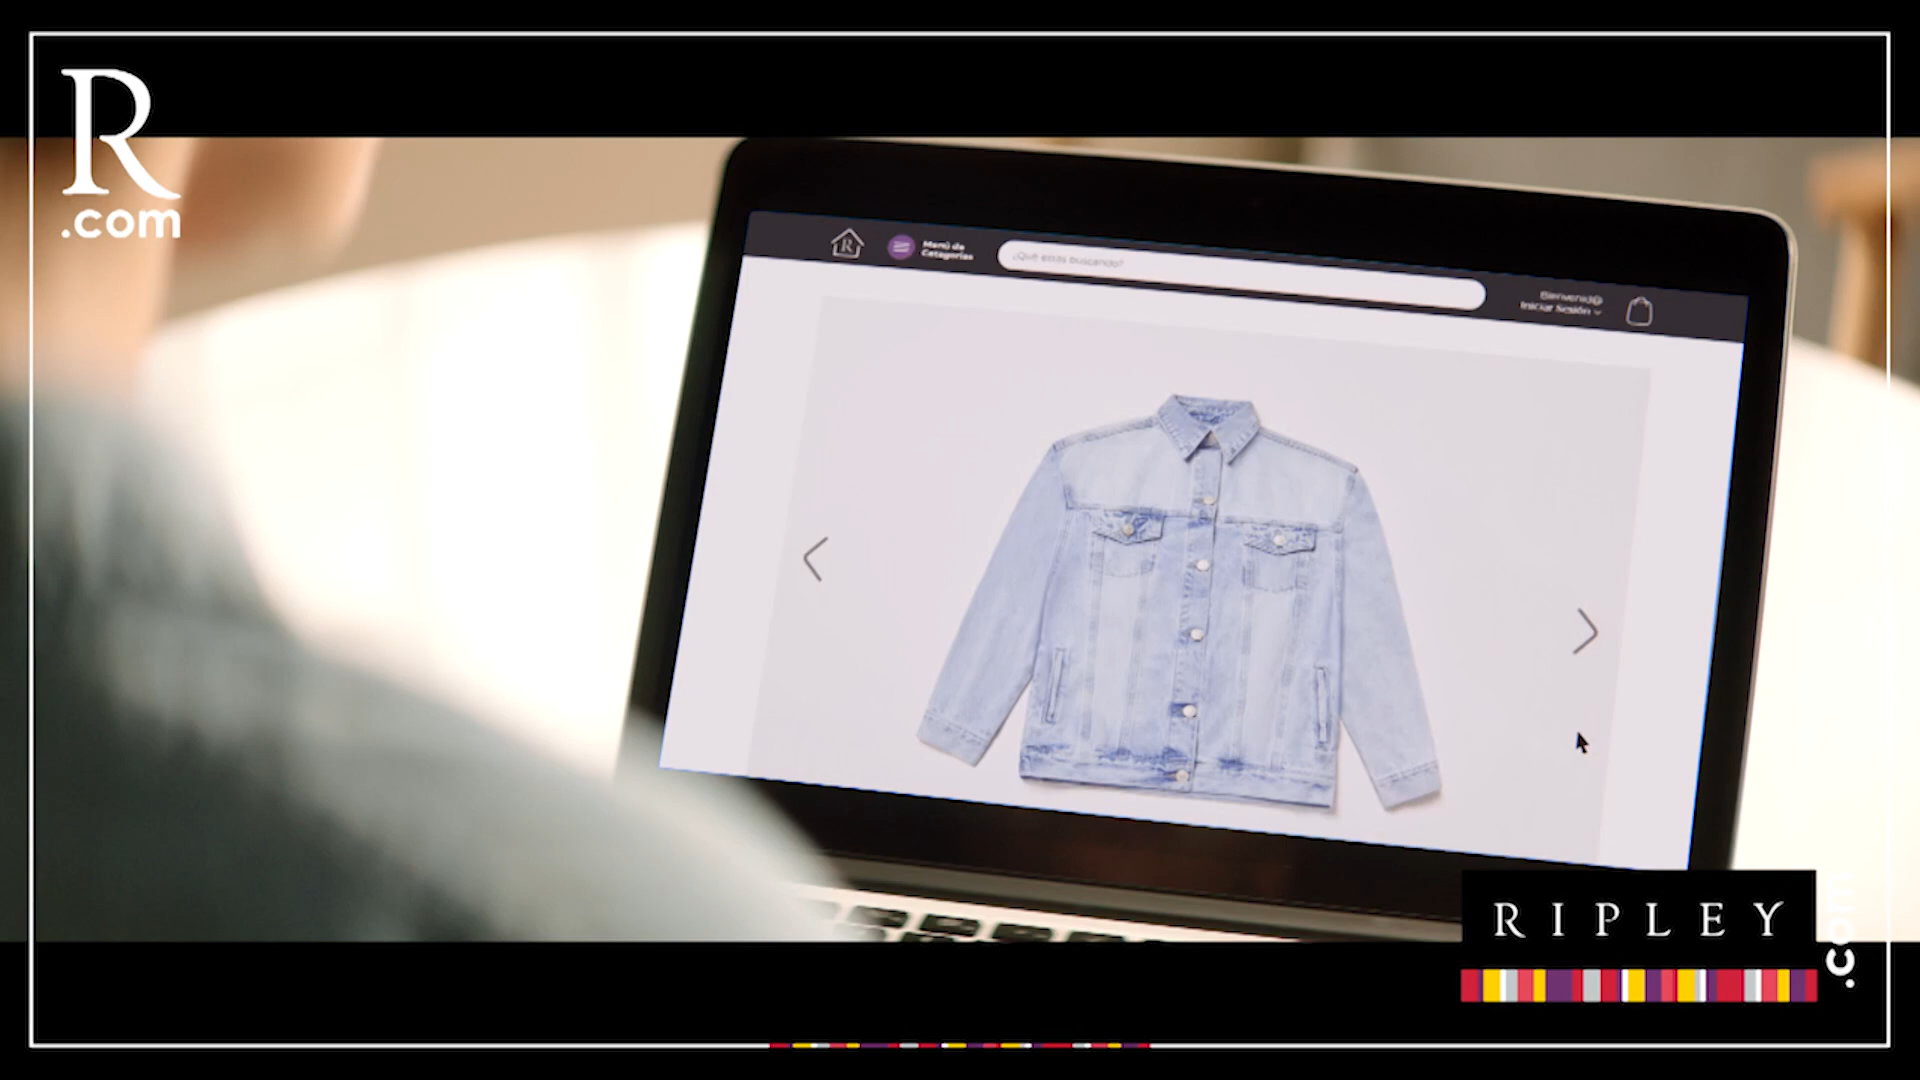 R
.com
R
Menú de
Categorías
¿Qué estás buscando?
Bienvenid@
Iniciar Sesión
RIPLEY
.com